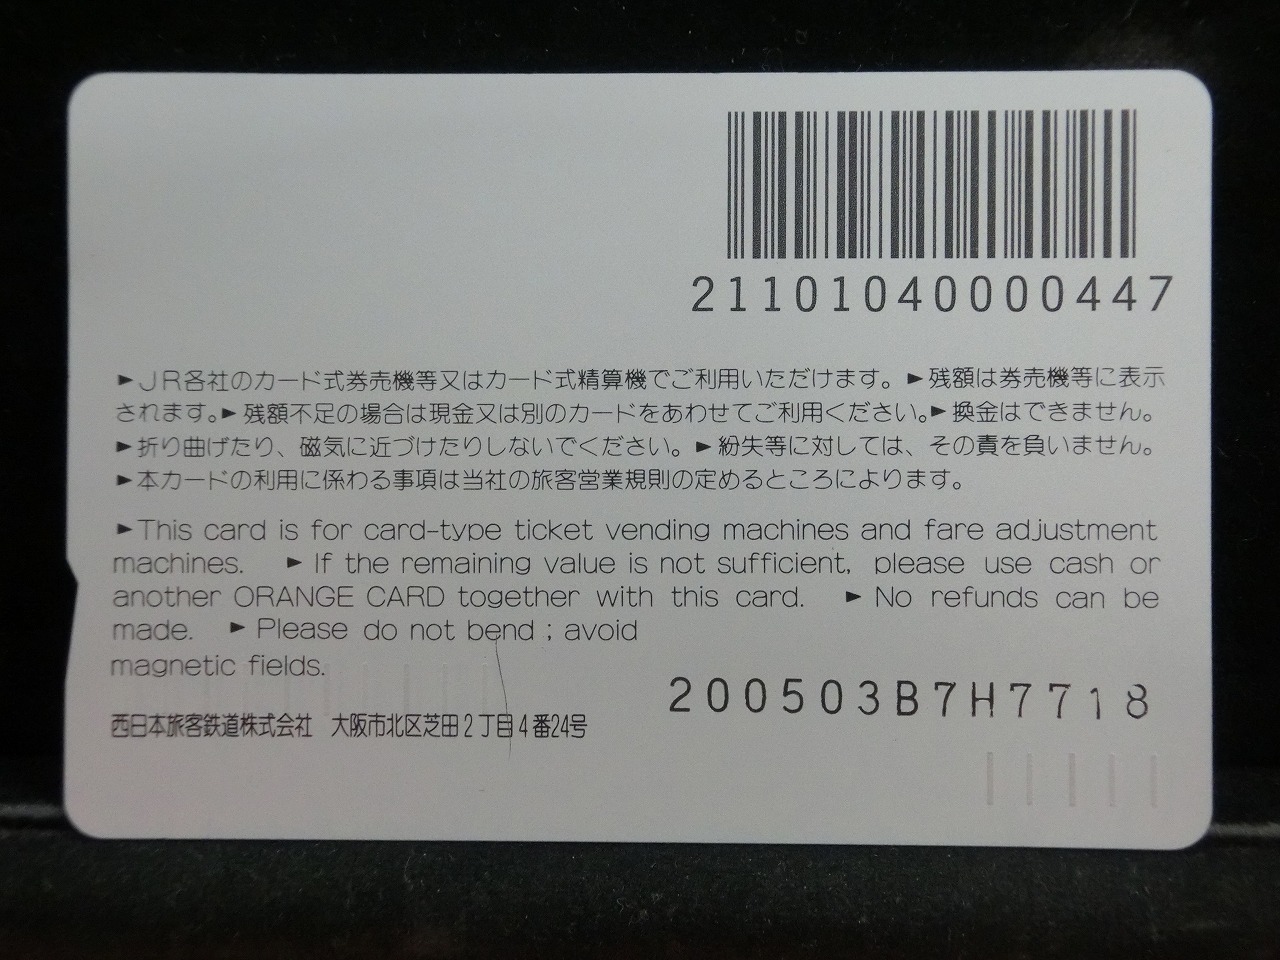 21101040000447
►JR各社のカード式券売機等又はカード式精算機でご利用いただけます。►残額は券売機等に表示
されます。►残額不足の場合は現金又は別のカードをあわせてご利用ください。►換金はできません。
►折り曲げたり、磁気に近づけたりしないでください。►紛失等に対しては、その責を負いません。
►本カードの利用に係わる事項は当社の旅客営業規則の定めるところによります。
►This card is for card-type ticket vending machines and fare adjustment
machines. ►If the remaining value is not sufficient, please use cash or
another ORANGE CARD together with this card. ►No refunds can be
made. ►Please do not bend ; avoid
magnetic fields.
200503B7H7718
西日本旅客鉄道株式会社 大阪市北区芝田2丁目4番24号